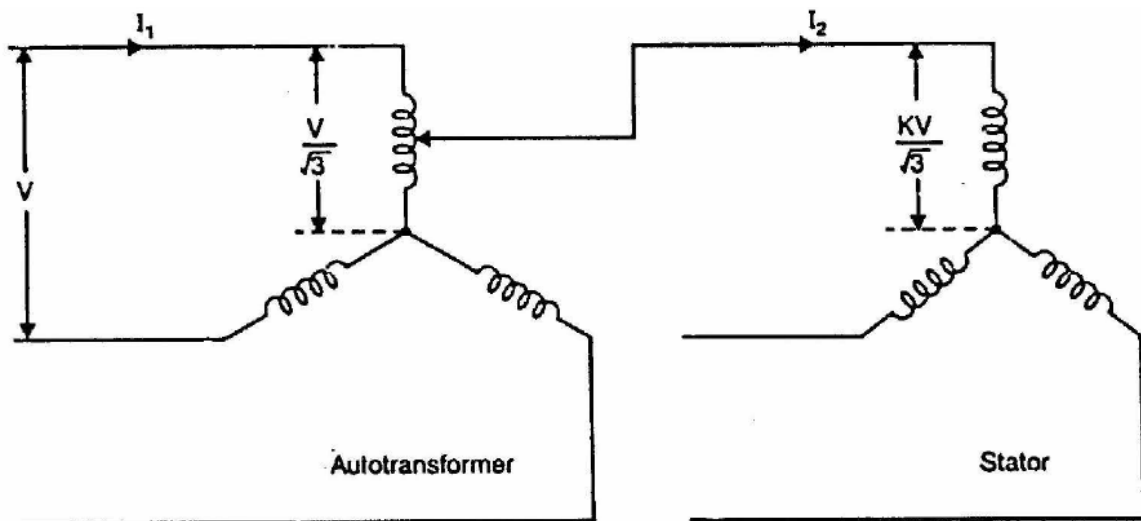 I₁
I₂
V
V/√3
KV/√3
Autotransformer
Stator